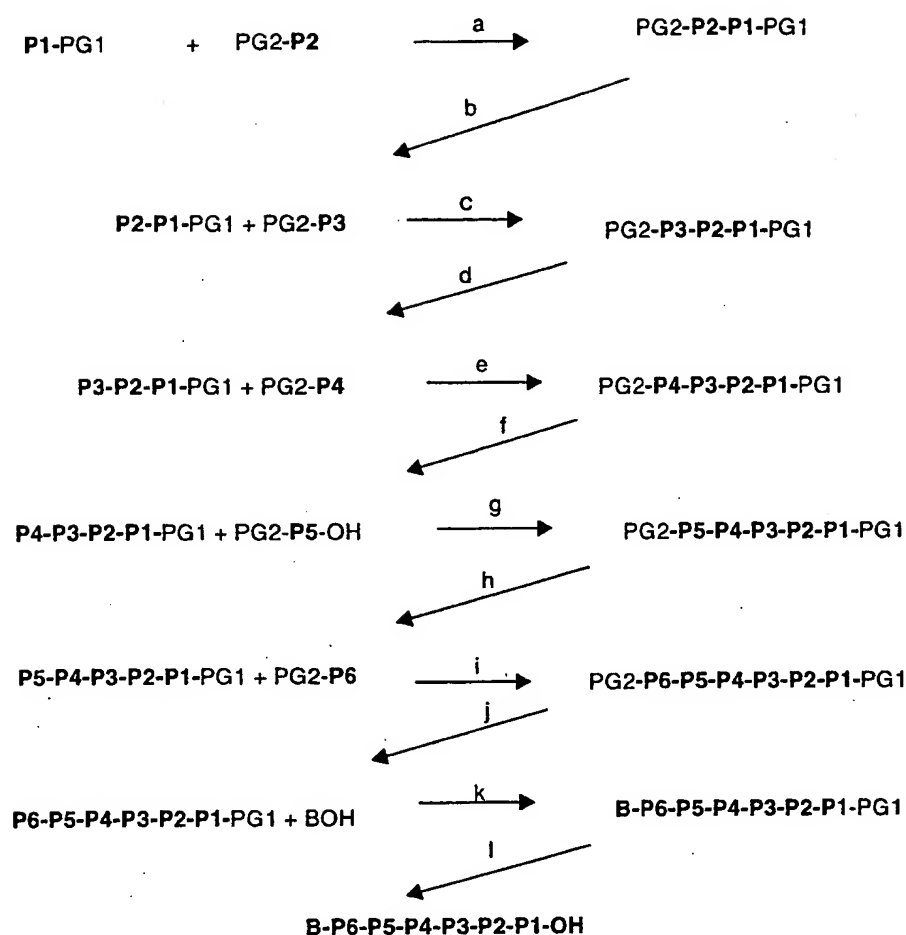 P1-PG1 + PG2-P2 a PG2-P2-P1-PG1
b
P2-P1-PG1 + PG2-P3 c PG2-P3-P2-P1-PG1
d
P3-P2-P1-PG1 + PG2-P4 e PG2-P4-P3-P2-P1-PG1
f
P4-P3-P2-P1-PG1 + PG2-P5-OH g PG2-P5-P4-P3-P2-P1-PG1
h
P5-P4-P3-P2-P1-PG1 + PG2-P6 i PG2-P6-P5-P4-P3-P2-P1-PG1
j
P6-P5-P4-P3-P2-P1-PG1 + BOH k B-P6-P5-P4-P3-P2-P1-PG1
l
B-P6-P5-P4-P3-P2-P1-OH